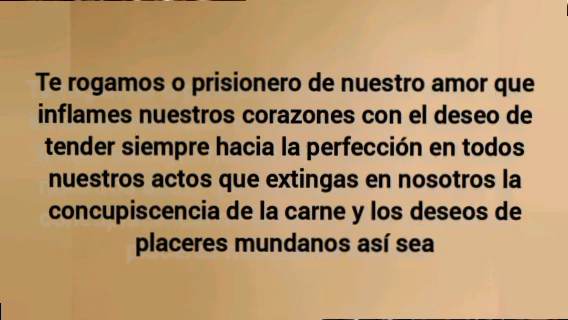 Te rogamos o prisionero de nuestro amor que
inflames nuestros corazones con el deseo de
tender siempre hacia la perfección en todos
nuestros actos que extingas en nosotros la
concupiscencia de la carne y los deseos de
placeres mundanos así sea